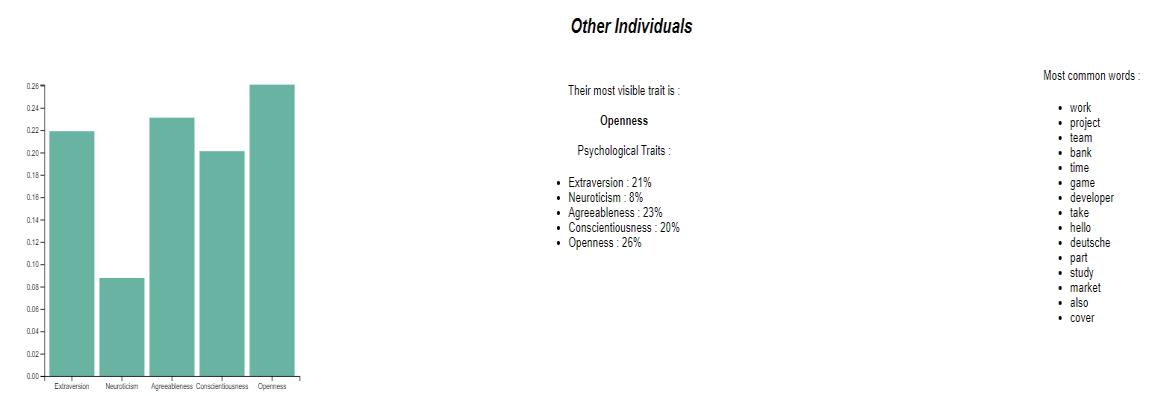 Other Individuals
0.26
0.24
0.22
0.20
0.18
0.16
0.14
0.12
0.10
0.08
0.06
0.04
0.02
0.00
Extraversion Neuroticism Agreeableness Conscientiousness Openness
Their most visible trait is :
Openness
Psychological Traits :
• Extraversion : 21%
• Neuroticism : 8%
• Agreeableness : 23%
• Conscientiousness : 20%
• Openness : 26%
Most common words :
• work
• project
• team
• bank
• time
• game
• developer
• take
• hello
• deutsche
• part
• study
• market
• also
• cover